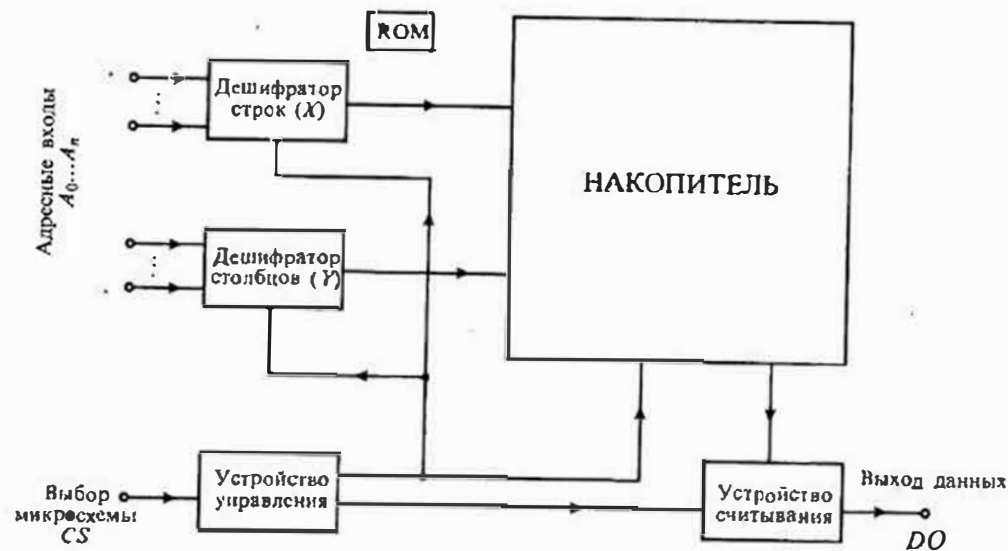 ROM
Адресные входы
A₀...Aₙ
Дешифратор
строк (X)
НАКОПИТЕЛЬ
Дешифратор
столбцов (Y)
Выбор
микросхемы
CS
Устройство
управления
Устройство
считывания
Выход данных
DO